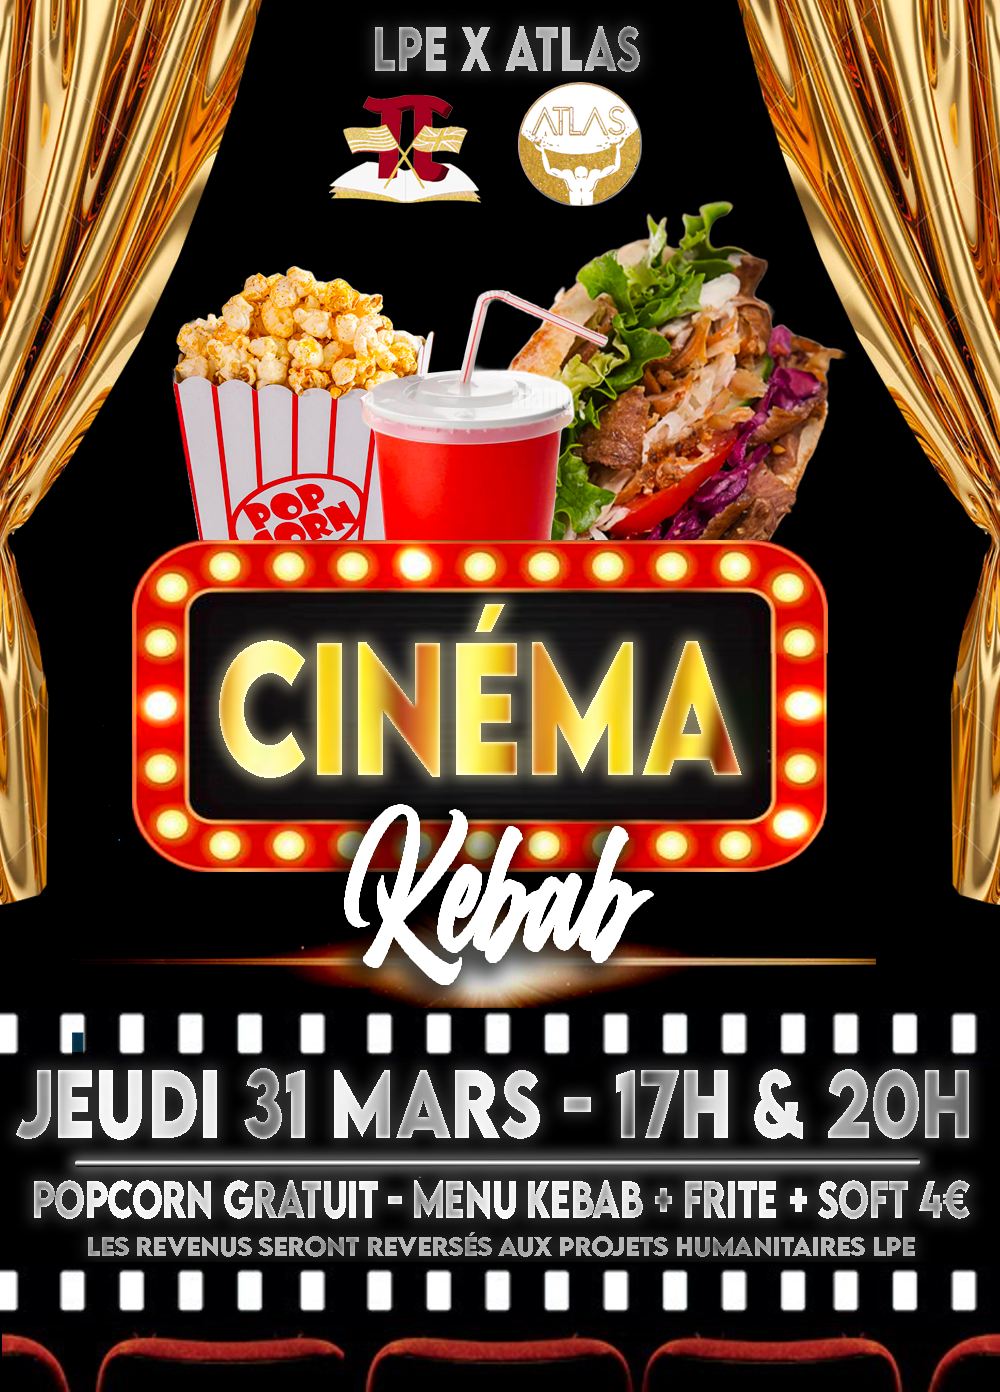 LPE X ATLAS
ATLAS
POP
CORN
CINÉMA
Kebab
JEUDI 31 MARS - 17H & 20H
POPCORN GRATUIT - MENU KEBAB + FRITE + SOFT 4€
LES REVENUS SERONT REVERSÉS AUX PROJETS HUMANITAIRES LPE